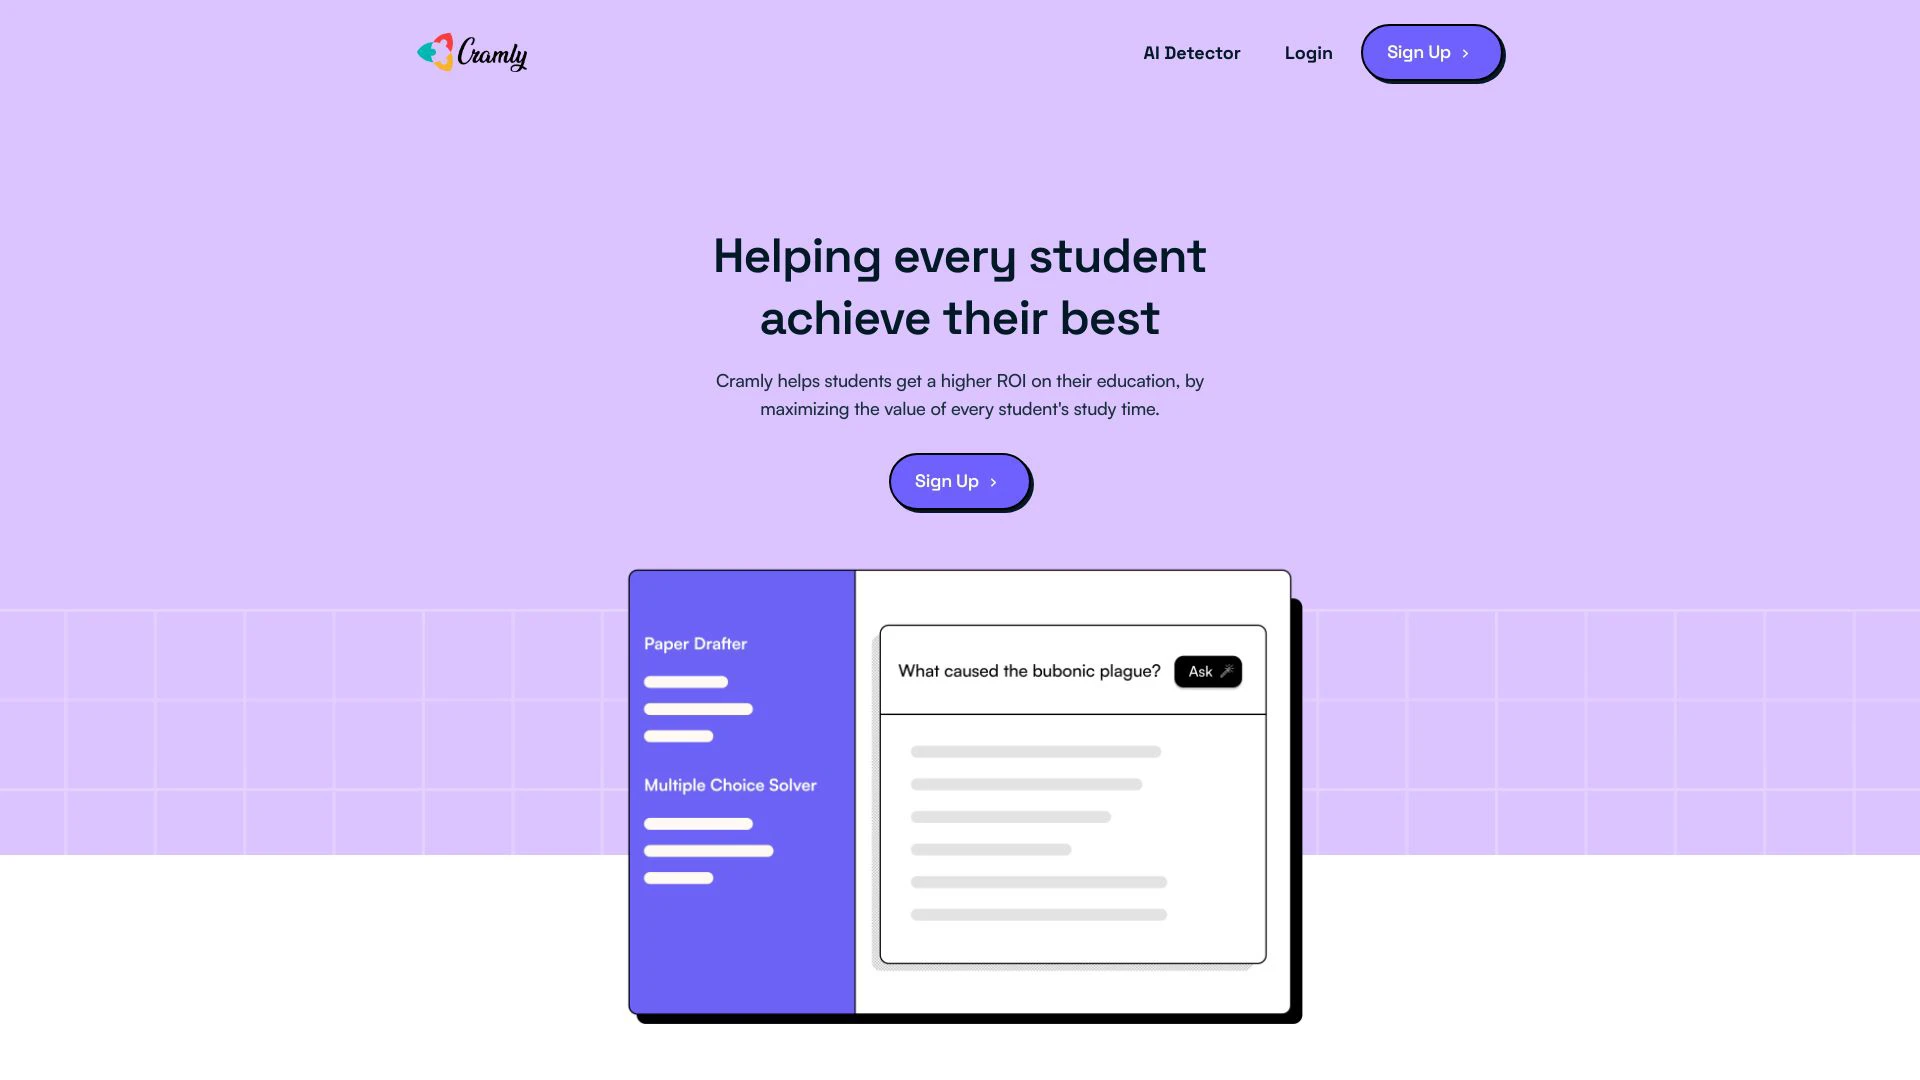 Cramly
AI Detector
Login
Sign Up
Helping every student
achieve their best
Cramly helps students get a higher ROI on their education, by
maximizing the value of every student's study time.
Sign Up
Paper Drafter
Multiple Choice Solver
What caused the bubonic plague?
Ask